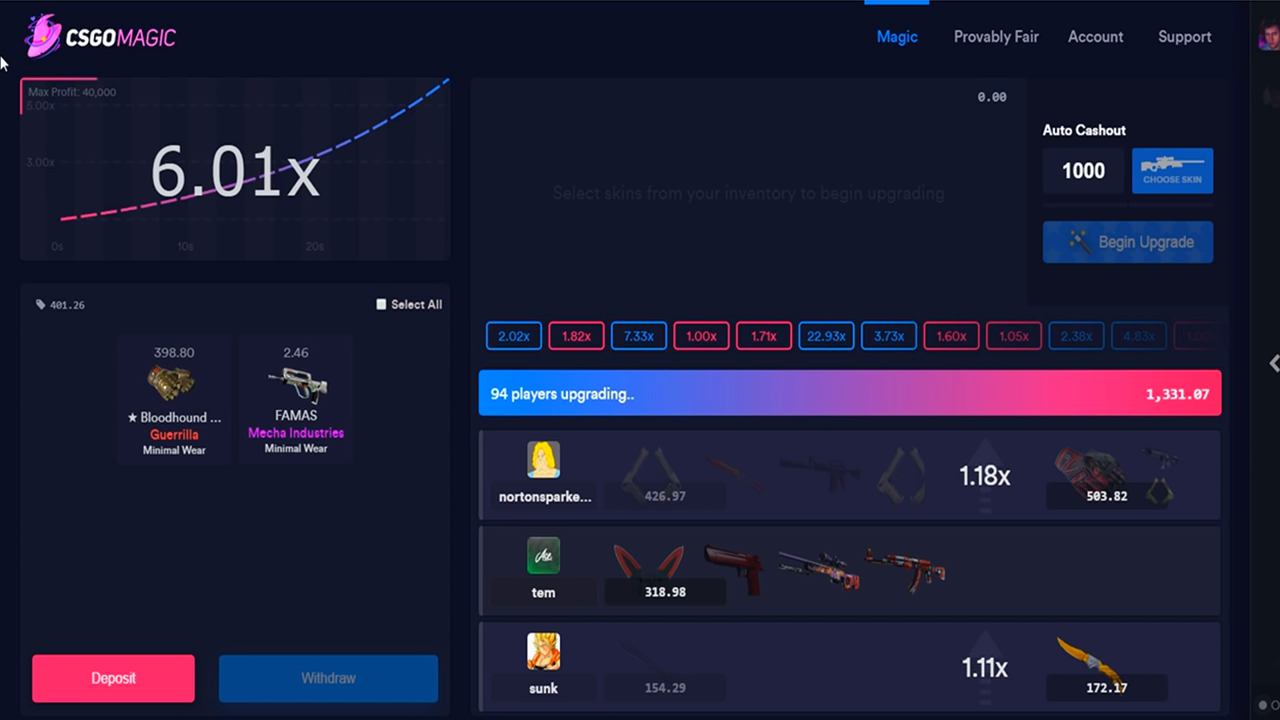 CSGOMAGIC
Magic
Provably Fair
Account
Support
Max Profit: 40,000
5.00x
3.00x
6.01x
0s
10s
20s
0.00
Select skins from your inventory to begin upgrading
Auto Cashout
1000
CHOOSE SKIN
Begin Upgrade
401.26
Select All
398.80
★ Bloodhound ...
Guerrilla
Minimal Wear
2.46
FAMAS
Mecha Industries
Minimal Wear
Deposit
Withdraw
2.02x
1.82x
7.33x
1.00x
1.71x
22.93x
3.73x
1.60x
1.05x
2.38x
4.83x
94 players upgrading..
1,331.07
nortonsparke...
426.97
1.18x
503.82
tem
318.98
sunk
154.29
1.11x
172.17